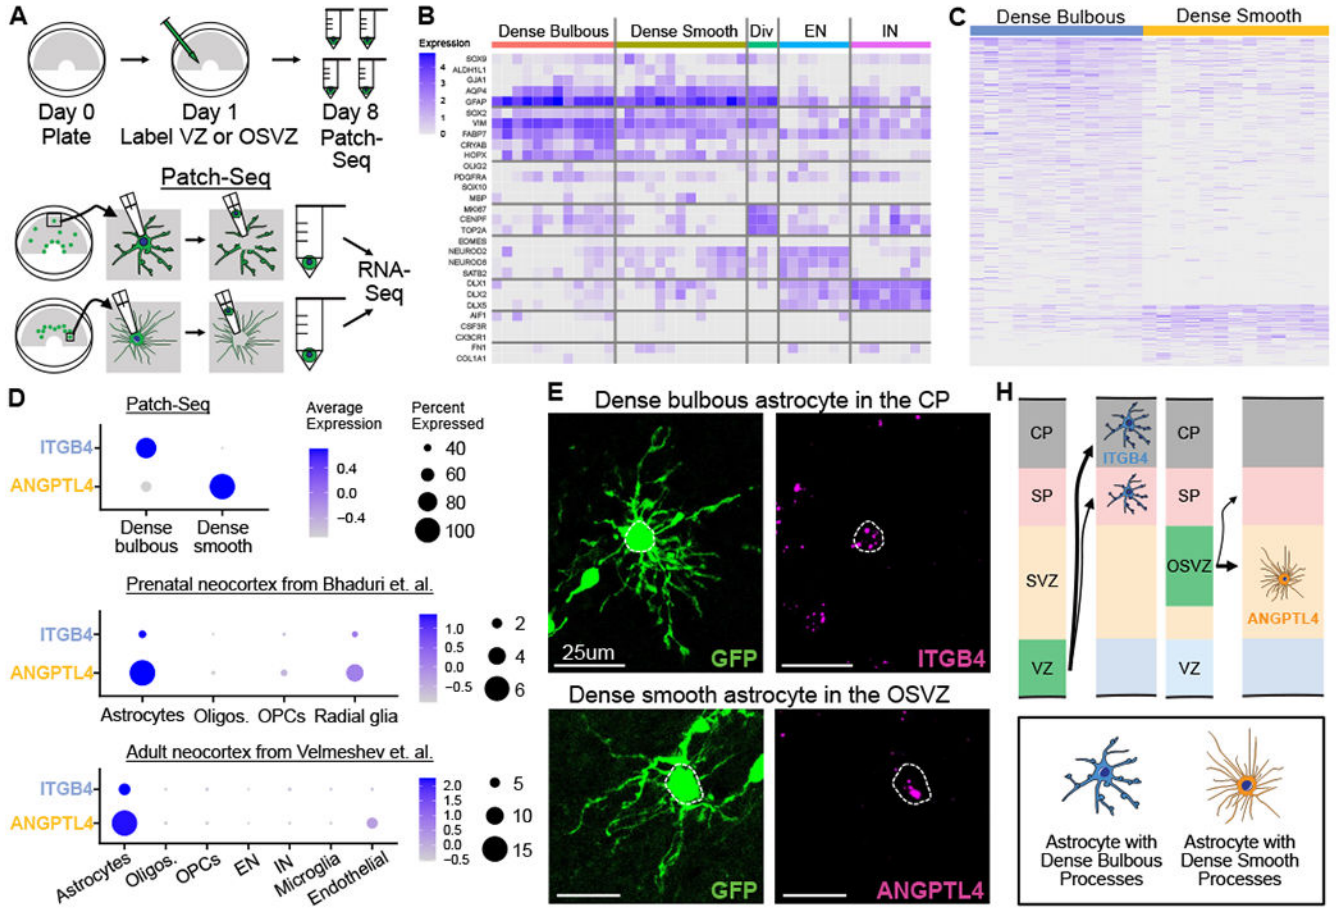 A
Day 0
Plate
Day 1
Label VZ or OSVZ
Day 8
Patch-
Seq
Patch-Seq
RNA-
Seq
B
Expression
4
3
2
1
0
Dense Bulbous
Dense Smooth
Div
EN
IN
SOX9
ALDH1L1
GJA1
AQP4
GFAP
SOX2
VIM
FABP7
CRYAB
HOPX
OLIG2
PDGFRA
SOX10
MBP
MKI67
CENPF
TOP2A
EOMES
NEUROD2
NEUROD6
SATB2
DLX1
DLX2
DLX5
AIF1
CSF3R
CX3CR1
FN1
COL1A1
C
Dense Bulbous
Dense Smooth
D
Patch-Seq
ITGB4
ANGPTL4
Dense
bulbous
Dense
smooth
Average
Expression
0.4
0.0
−0.4
Percent
Expressed
40
60
80
100
Prenatal neocortex from Bhaduri et. al.
ITGB4
ANGPTL4
Astrocytes
Oligos.
OPCs
Radial glia
1.0
0.5
0.0
−0.5
2
4
6
Adult neocortex from Velmeshev et. al.
ITGB4
ANGPTL4
Astrocytes
Oligos.
OPCs
EN
IN
Microglia
Endothelial
2.0
1.5
1.0
0.5
0.0
−0.5
5
10
15
E
Dense bulbous astrocyte in the CP
25um
GFP
ITGB4
Dense smooth astrocyte in the OSVZ
GFP
ANGPTL4
H
CP
SP
SVZ
VZ
ITGB4
CP
SP
OSVZ
VZ
ANGPTL4
Astrocyte with
Dense Bulbous
Processes
Astrocyte with
Dense Smooth
Processes